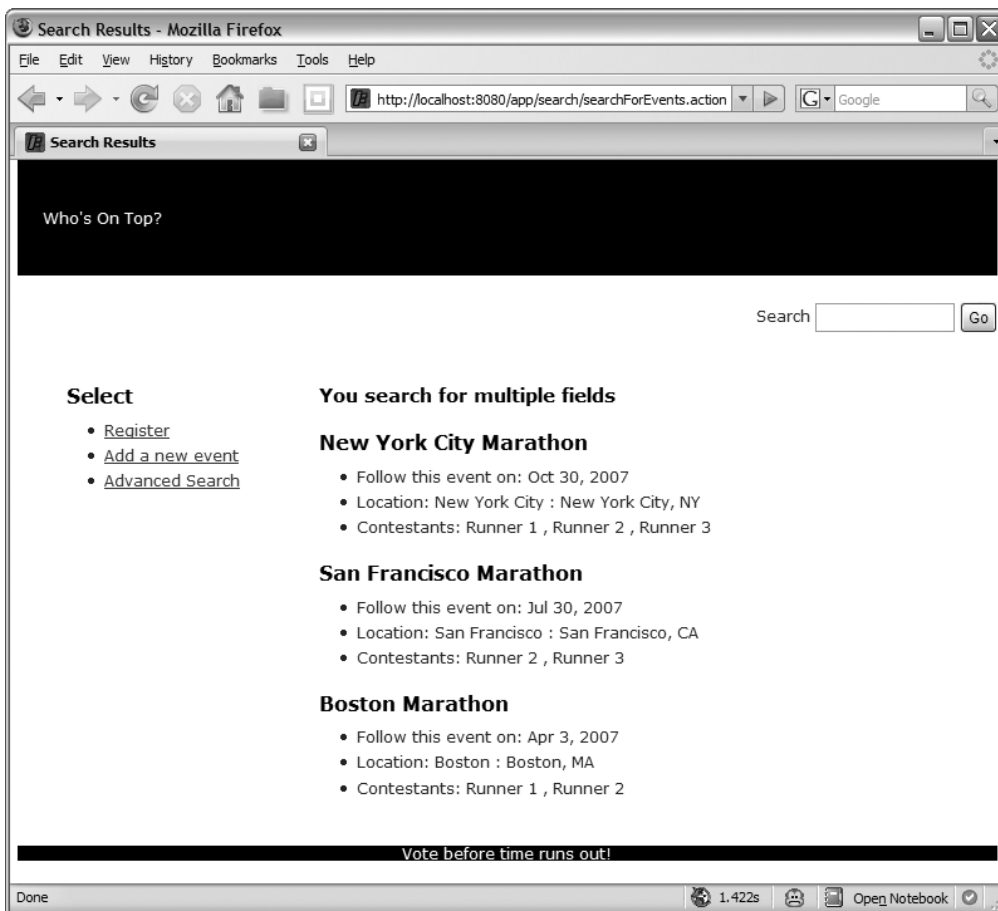 Search Results - Mozilla Firefox
File Edit View History Bookmarks Tools Help
http://localhost:8080/app/search/searchForEvents.action
G Google
Search Results
Who's On Top?
Search Go
Select
Register
Add a new event
Advanced Search
You search for multiple fields
New York City Marathon
Follow this event on: Oct 30, 2007
Location: New York City : New York City, NY
Contestants: Runner 1 , Runner 2 , Runner 3
San Francisco Marathon
Follow this event on: Jul 30, 2007
Location: San Francisco : San Francisco, CA
Contestants: Runner 2 , Runner 3
Boston Marathon
Follow this event on: Apr 3, 2007
Location: Boston : Boston, MA
Contestants: Runner 1 , Runner 2
Vote before time runs out!
Done 1.422s Open Notebook